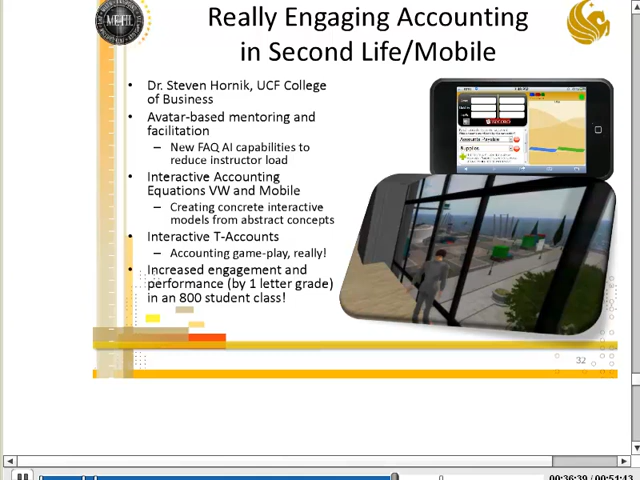 Really Engaging Accounting
in Second Life/Mobile
• Dr. Steven Hornik, UCF College
of Business
• Avatar-based mentoring and
facilitation
– New FAQ AI capabilities to
reduce instructor load
• Interactive Accounting
Equations VW and Mobile
– Creating concrete interactive
models from abstract concepts
• Interactive T-Accounts
– Accounting game-play, really!
• Increased engagement and
performance (by 1 letter grade)
in an 800 student class!
32
00:36:39 / 00:51:43